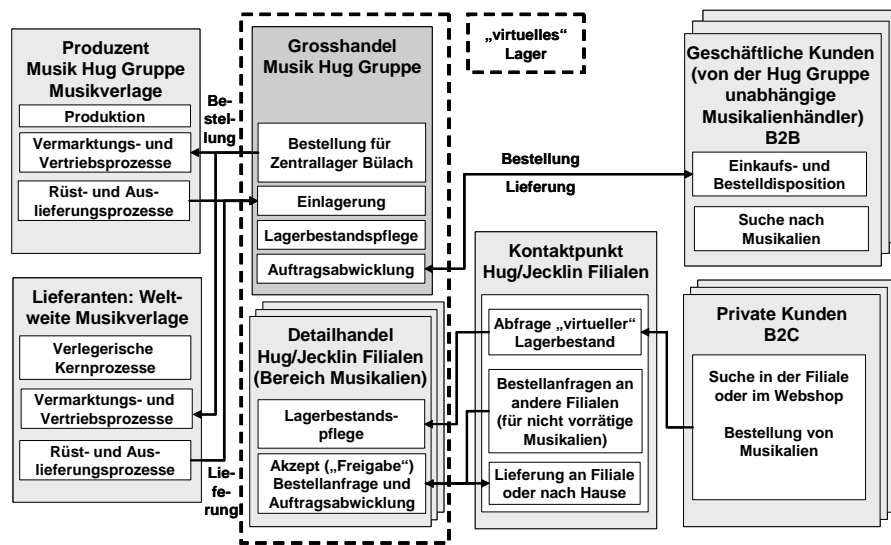 Produzent
Musik Hug Gruppe
Musikverlage
Produktion
Vermarktungs- und
Vertriebsprozesse
Rüst- und Aus-
lieferungsprozesse
Be-
stel-
lung
Grosshandel
Musik Hug Gruppe
Bestellung für
Zentrallager Bülach
Einlagerung
Lagerbestandspflege
Auftragsabwicklung
„virtuelles"
Lager
Bestellung
Lieferung
Geschäftliche Kunden
(von der Hug Gruppe
unabhängige
Musikalienhändler)
B2B
Einkaufs- und
Bestelldisposition
Suche nach
Musikalien
Lieferanten: Welt-
weite Musikverlage
Verlegerische
Kernprozesse
Vermarktungs- und
Vertriebsprozesse
Rüst- und Aus-
lieferungsprozesse
Lie-
fe-
rung
Detailhandel
Hug/Jecklin Filialen
(Bereich Musikalien)
Lagerbestands-
pflege
Akzept („Freigabe")
Bestellanfrage und
Auftragsabwicklung
Kontaktpunkt
Hug/Jecklin Filialen
Abfrage „virtueller"
Lagerbestand
Bestellanfragen an
andere Filialen
(für nicht vorrätige
Musikalien)
Lieferung an Filiale
oder nach Hause
Private Kunden
B2C
Suche in der Filiale
oder im Webshop
Bestellung von
Musikalien